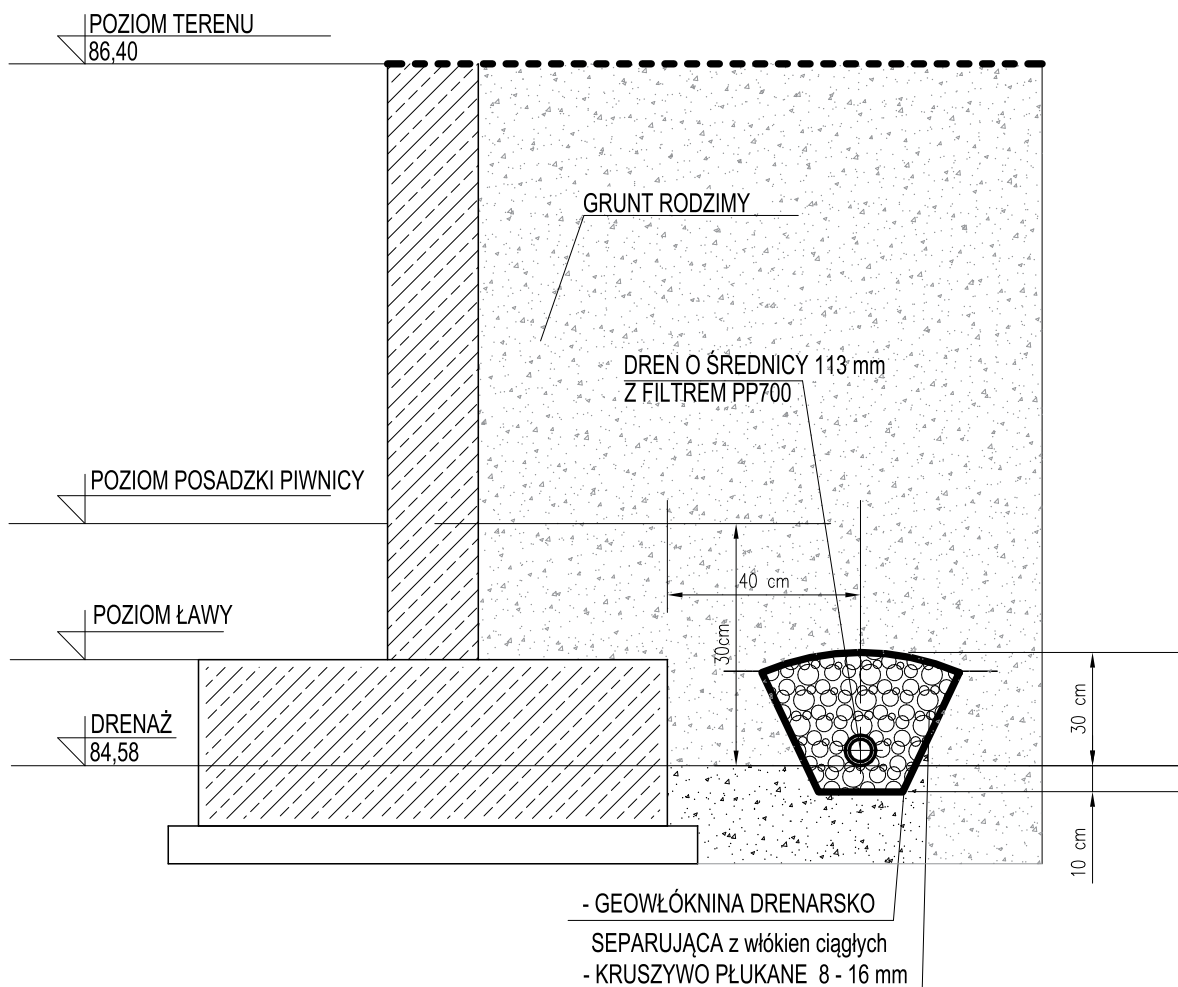 POZIOM TERENU
86,40
GRUNT RODZIMY
DREN O ŚREDNICY 113 mm
Z FILTREM PP700
POZIOM POSADZKI PIWNICY
40 cm
POZIOM ŁAWY
30cm
30 cm
DRENAŻ
84,58
10 cm
- GEOWŁÓKNINA DRENARSKO
SEPARUJĄCA z włókien ciągłych
- KRUSZYWO PŁUKANE 8 - 16 mm